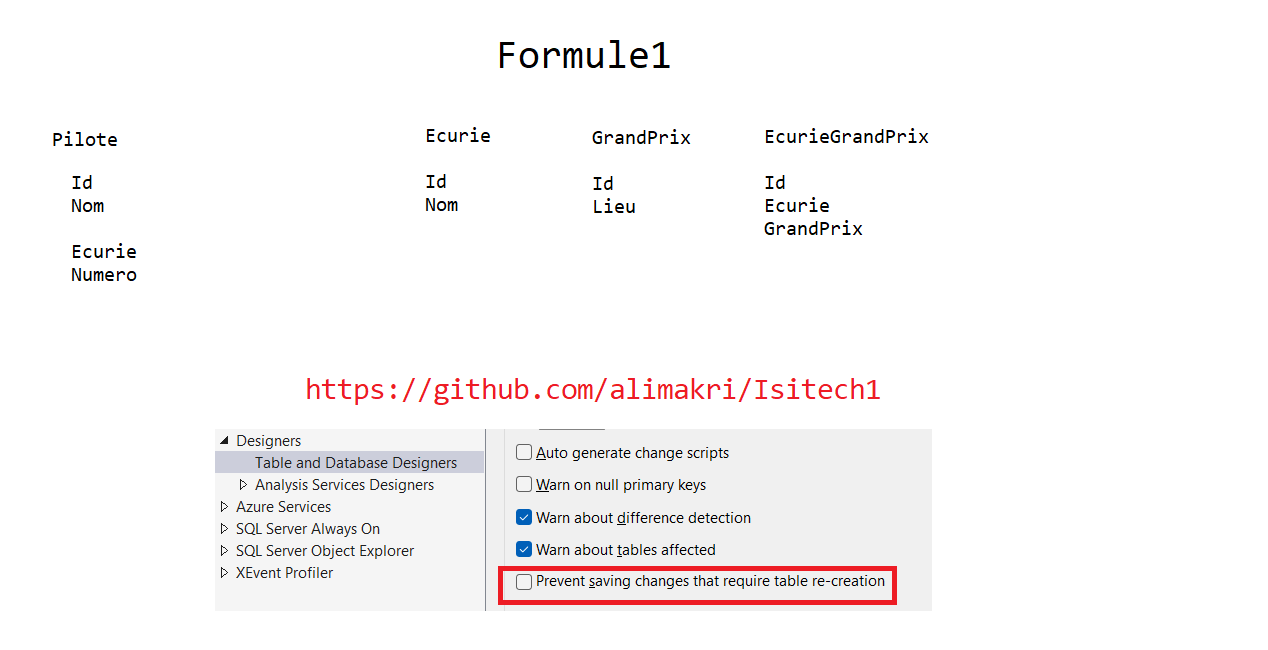 Formule1
Pilote
Id
Nom
Ecurie
Numero
Ecurie
Id
Nom
GrandPrix
Id
Lieu
EcurieGrandPrix
Id
Ecurie
GrandPrix
https://github.com/alimakri/Isitech1
Designers
Table and Database Designers
Analysis Services Designers
Azure Services
SQL Server Always On
SQL Server Object Explorer
XEvent Profiler
Auto generate change scripts
Warn on null primary keys
Warn about difference detection
Warn about tables affected
Prevent saving changes that require table re-creation